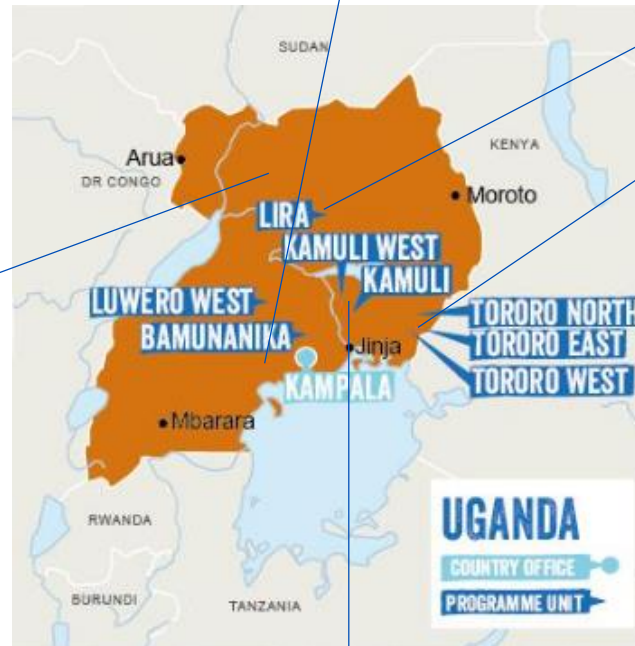 SUDAN
KENYA
Arua
DR CONGO
Moroto
LIRA
KAMULI WEST
KAMULI
LUWERO WEST
TORORO NORTH
BAMUNANIKA
TORORO EAST
Jinja
TORORO WEST
KAMPALA
Mbarara
RWANDA
BURUNDI
TANZANIA
UGANDA
COUNTRY OFFICE
PROGRAMME UNIT